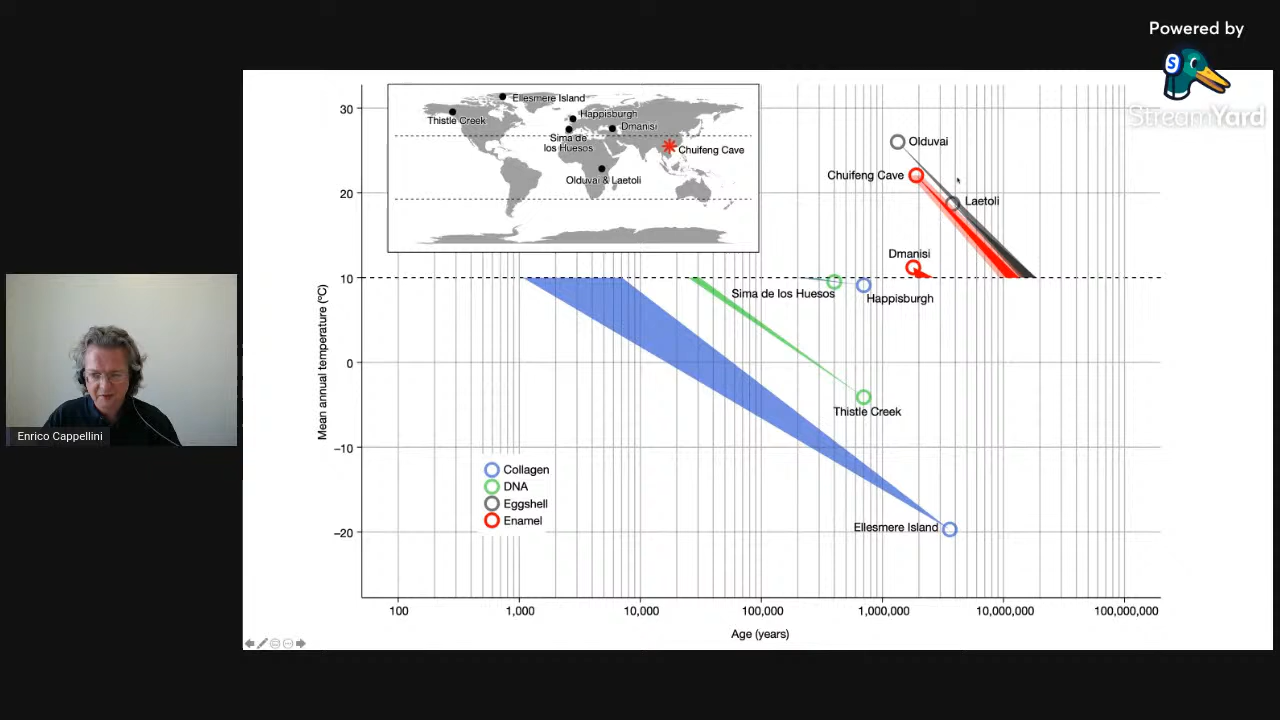 Powered by
StreamYard
S
Ellesmere Island
Thistle Creek
Happisburgh
Dmanisi
Sima de
los Huesos
Chuifeng Cave
Olduvai & Laetoli
30
20
10
0
−10
−20
Mean annual temperature (ºC)
Olduvai
Chuifeng Cave
Laetoli
Dmanisi
Sima de los Huesos
Happisburgh
Thistle Creek
Ellesmere Island
Collagen
DNA
Eggshell
Enamel
100
1,000
10,000
100,000
1,000,000
10,000,000
100,000,000
Age (years)
Enrico Cappellini